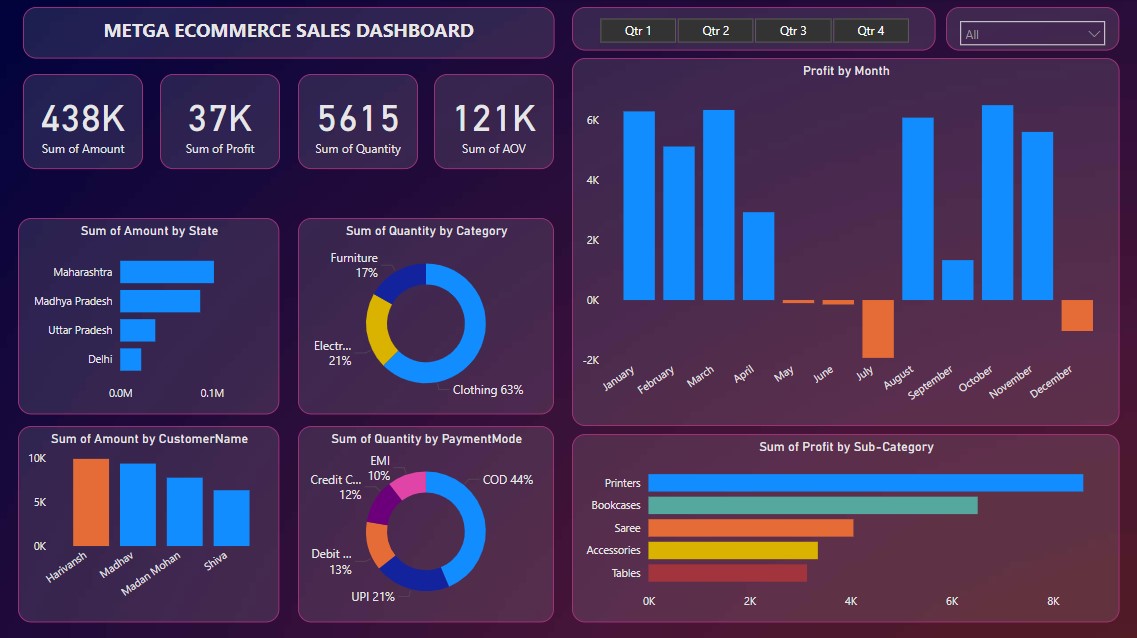 METGA ECOMMERCE SALES DASHBOARD
Qtr 1
Qtr 2
Qtr 3
Qtr 4
All
438K
Sum of Amount
37K
Sum of Profit
5615
Sum of Quantity
121K
Sum of AOV
Profit by Month
6K
4K
2K
0K
-2K
January
February
March
April
May
June
July
August
September
October
November
December
Sum of Amount by State
Maharashtra
Madhya Pradesh
Uttar Pradesh
Delhi
0.0M
0.1M
Sum of Quantity by Category
Furniture
17%
Electr...
21%
Clothing 63%
Sum of Amount by CustomerName
10K
5K
0K
Harivansh
Madhav
Madan Mohan
Shiva
Sum of Quantity by PaymentMode
EMI
10%
Credit C...
12%
COD 44%
Debit ...
13%
UPI 21%
Sum of Profit by Sub-Category
Printers
Bookcases
Saree
Accessories
Tables
0K
2K
4K
6K
8K